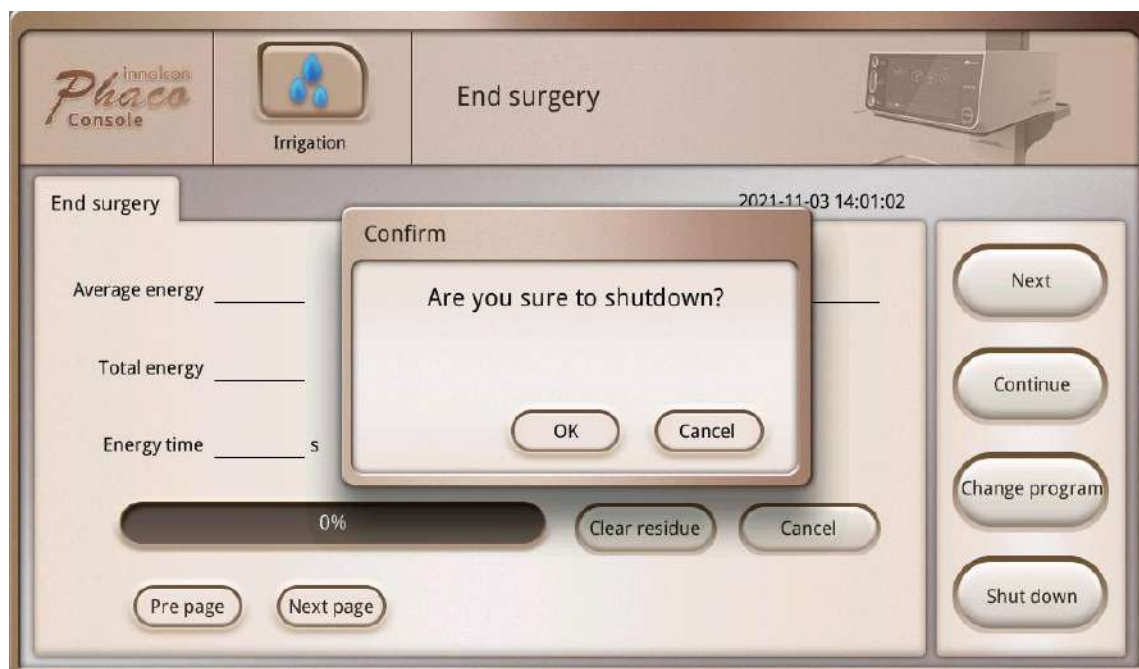 innokon
Phaco
Console
Irrigation
End surgery
End surgery
2021-11-03 14:01:02
Confirm
Are you sure to shutdown?
OK
Cancel
Average energy
Total energy
Energy time s
0%
Clear residue
Cancel
Pre page
Next page
Next
Continue
Change program
Shut down